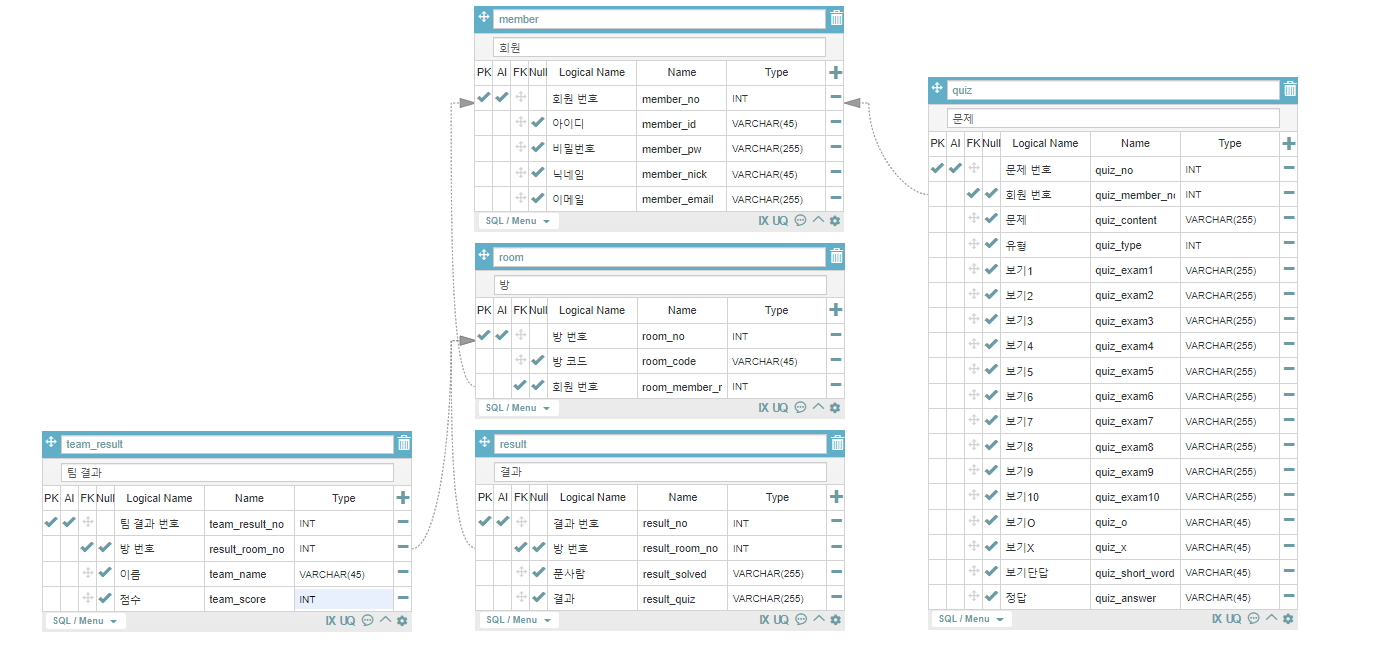 member
회원
PK AI FK Null Logical Name Name Type
회원 번호 member_no INT
아이디 member_id VARCHAR(45)
비밀번호 member_pw VARCHAR(255)
닉네임 member_nick VARCHAR(45)
이메일 member_email VARCHAR(255)
SQL / Menu IX UQ
room
방
PK AI FK Null Logical Name Name Type
방 번호 room_no INT
방 코드 room_code VARCHAR(45)
회원 번호 room_member_r INT
SQL / Menu IX UQ
team_result
팀 결과
PK AI FK Null Logical Name Name Type
팀 결과 번호 team_result_no INT
방 번호 result_room_no INT
이름 team_name VARCHAR(45)
점수 team_score INT
SQL / Menu IX UQ
result
결과
PK AI FK Null Logical Name Name Type
결과 번호 result_no INT
방 번호 result_room_no INT
푼사람 result_solved VARCHAR(255)
결과 result_quiz VARCHAR(255)
SQL / Menu IX UQ
quiz
문제
PK AI FK Null Logical Name Name Type
문제 번호 quiz_no INT
회원 번호 quiz_member_no INT
문제 quiz_content VARCHAR(255)
유형 quiz_type INT
보기1 quiz_exam1 VARCHAR(255)
보기2 quiz_exam2 VARCHAR(255)
보기3 quiz_exam3 VARCHAR(255)
보기4 quiz_exam4 VARCHAR(255)
보기5 quiz_exam5 VARCHAR(255)
보기6 quiz_exam6 VARCHAR(255)
보기7 quiz_exam7 VARCHAR(255)
보기8 quiz_exam8 VARCHAR(255)
보기9 quiz_exam9 VARCHAR(255)
보기10 quiz_exam10 VARCHAR(255)
보기O quiz_o VARCHAR(45)
보기X quiz_x VARCHAR(45)
보기단답 quiz_short_word VARCHAR(45)
정답 quiz_answer VARCHAR(45)
SQL / Menu IX UQ